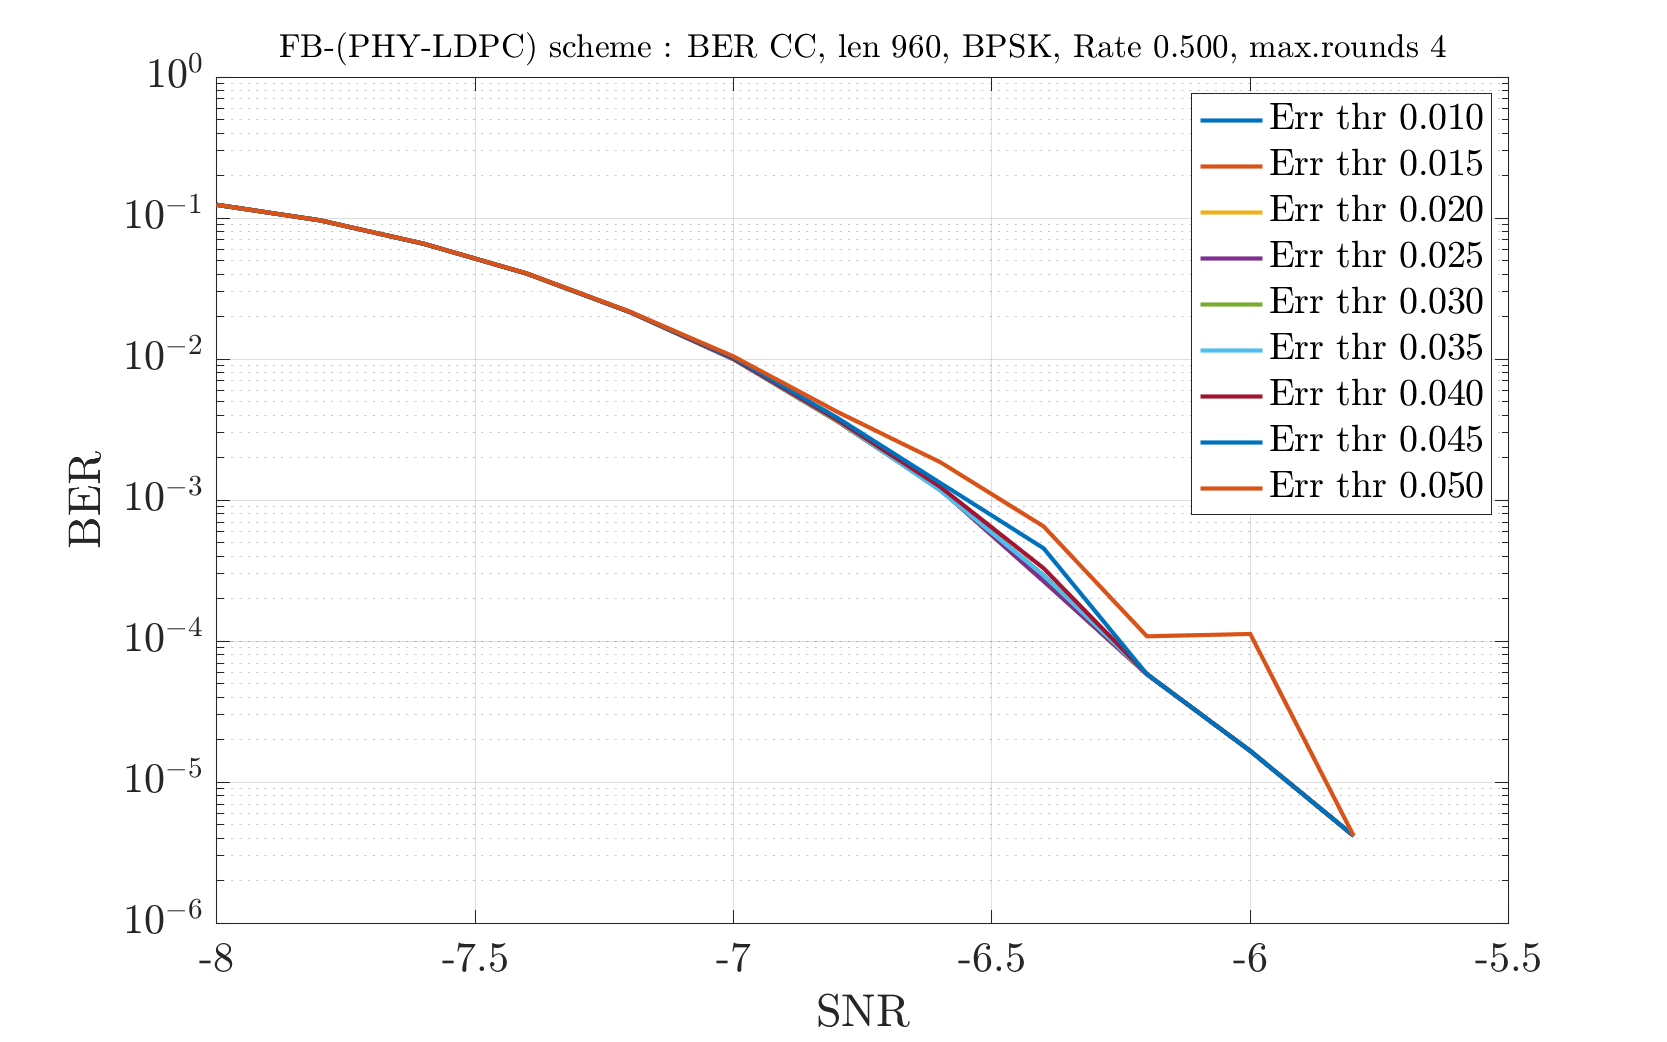 FB-(PHY-LDPC) scheme : BER CC, len 960, BPSK, Rate 0.500, max.rounds 4
10^0
10^{-1}
10^{-2}
10^{-3}
10^{-4}
10^{-5}
10^{-6}
BER
Err thr 0.010
Err thr 0.015
Err thr 0.020
Err thr 0.025
Err thr 0.030
Err thr 0.035
Err thr 0.040
Err thr 0.045
Err thr 0.050
-8 -7.5 -7 -6.5 -6 -5.5
SNR